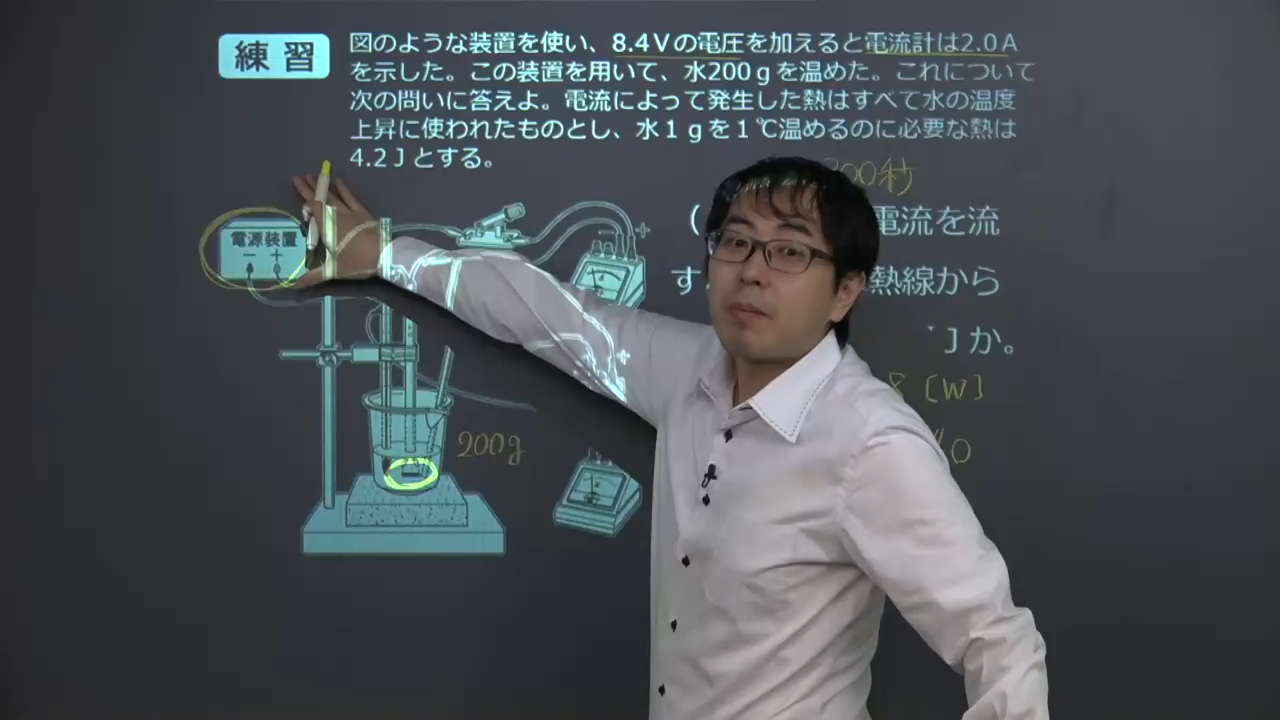 練習
図のような装置を使い、8.4Vの電圧を加えると電流計は2.0A
を示した。この装置を用いて、水200gを温めた。これについて
次の問いに答えよ。電流によって発生した熱はすべて水の温度
上昇に使われたものとし、水1gを1℃温めるのに必要な熱は
4.2Jとする。
00秒
電流を流
す
熱線から
Jか。
[W]
電源装置
− +
− +
+
200g